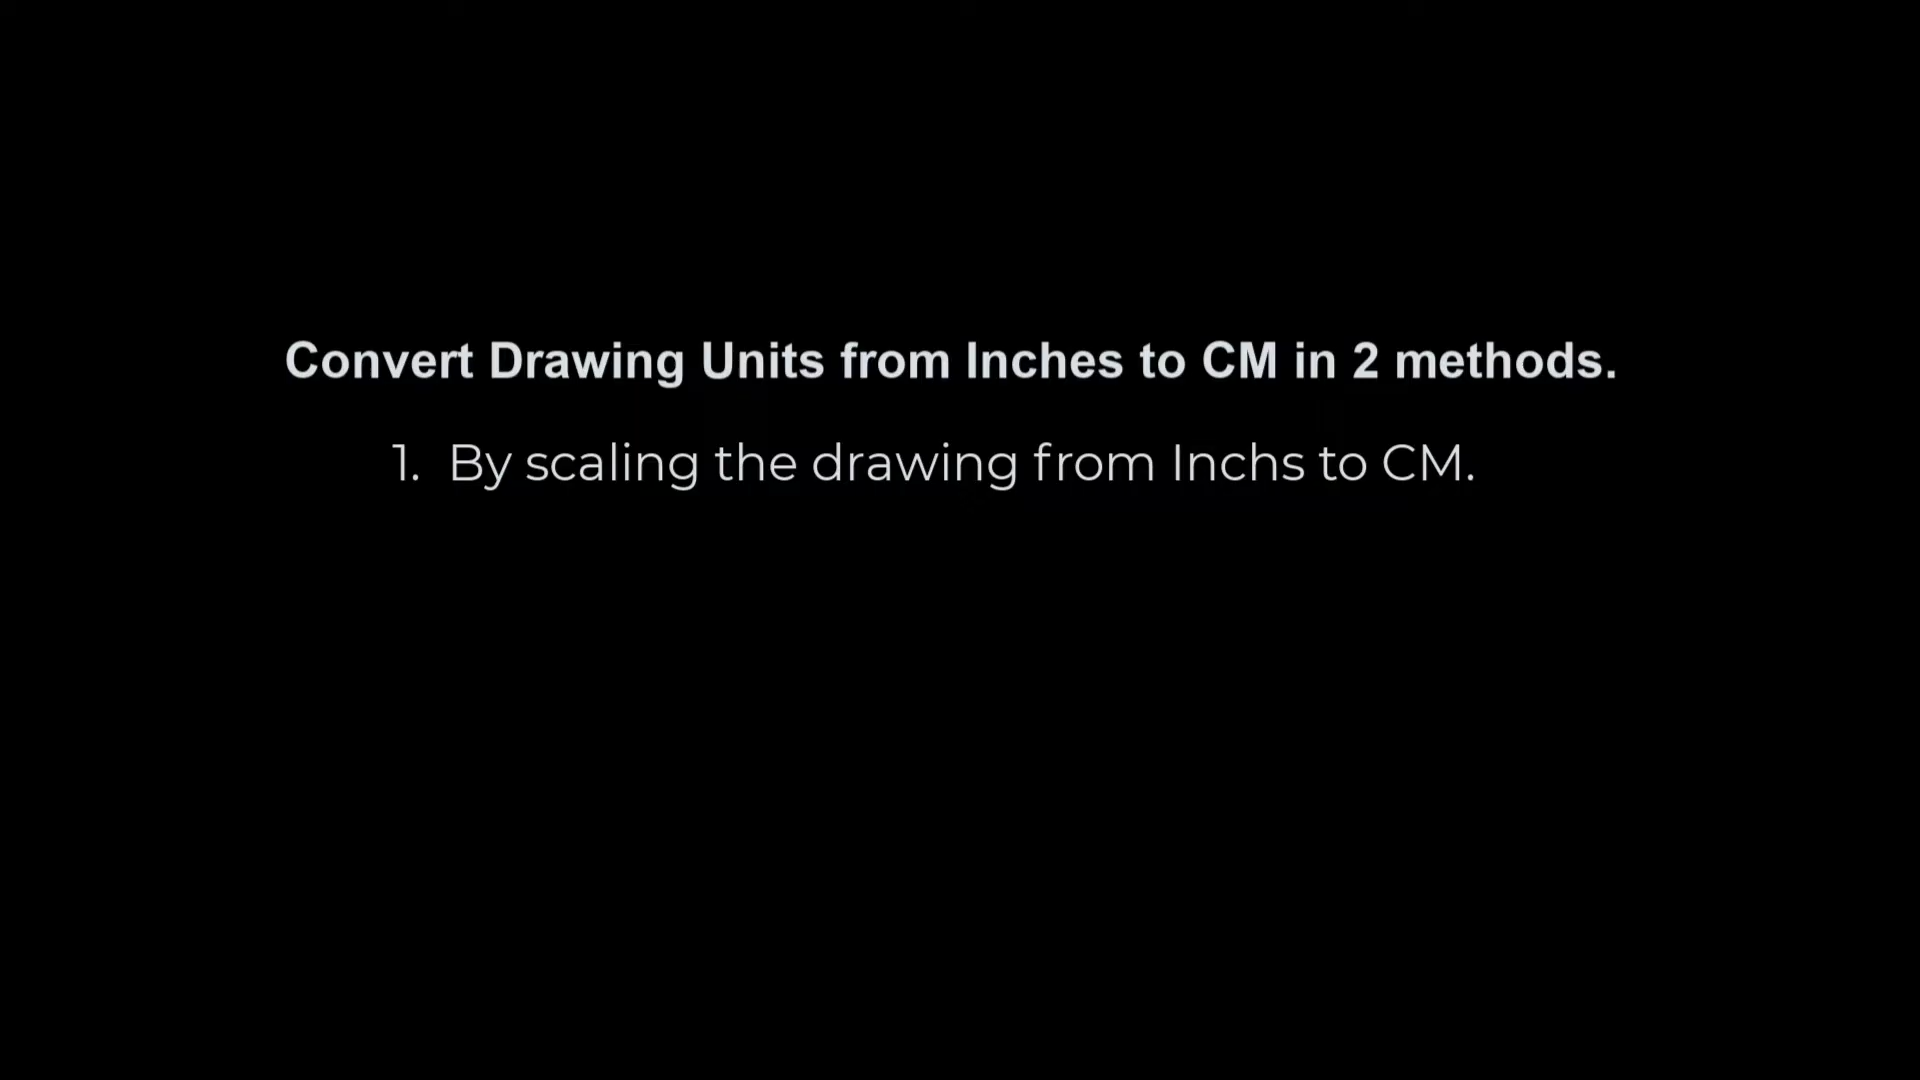 Convert Drawing Units from Inches to CM in 2 methods.
1. By scaling the drawing from Inchs to CM.